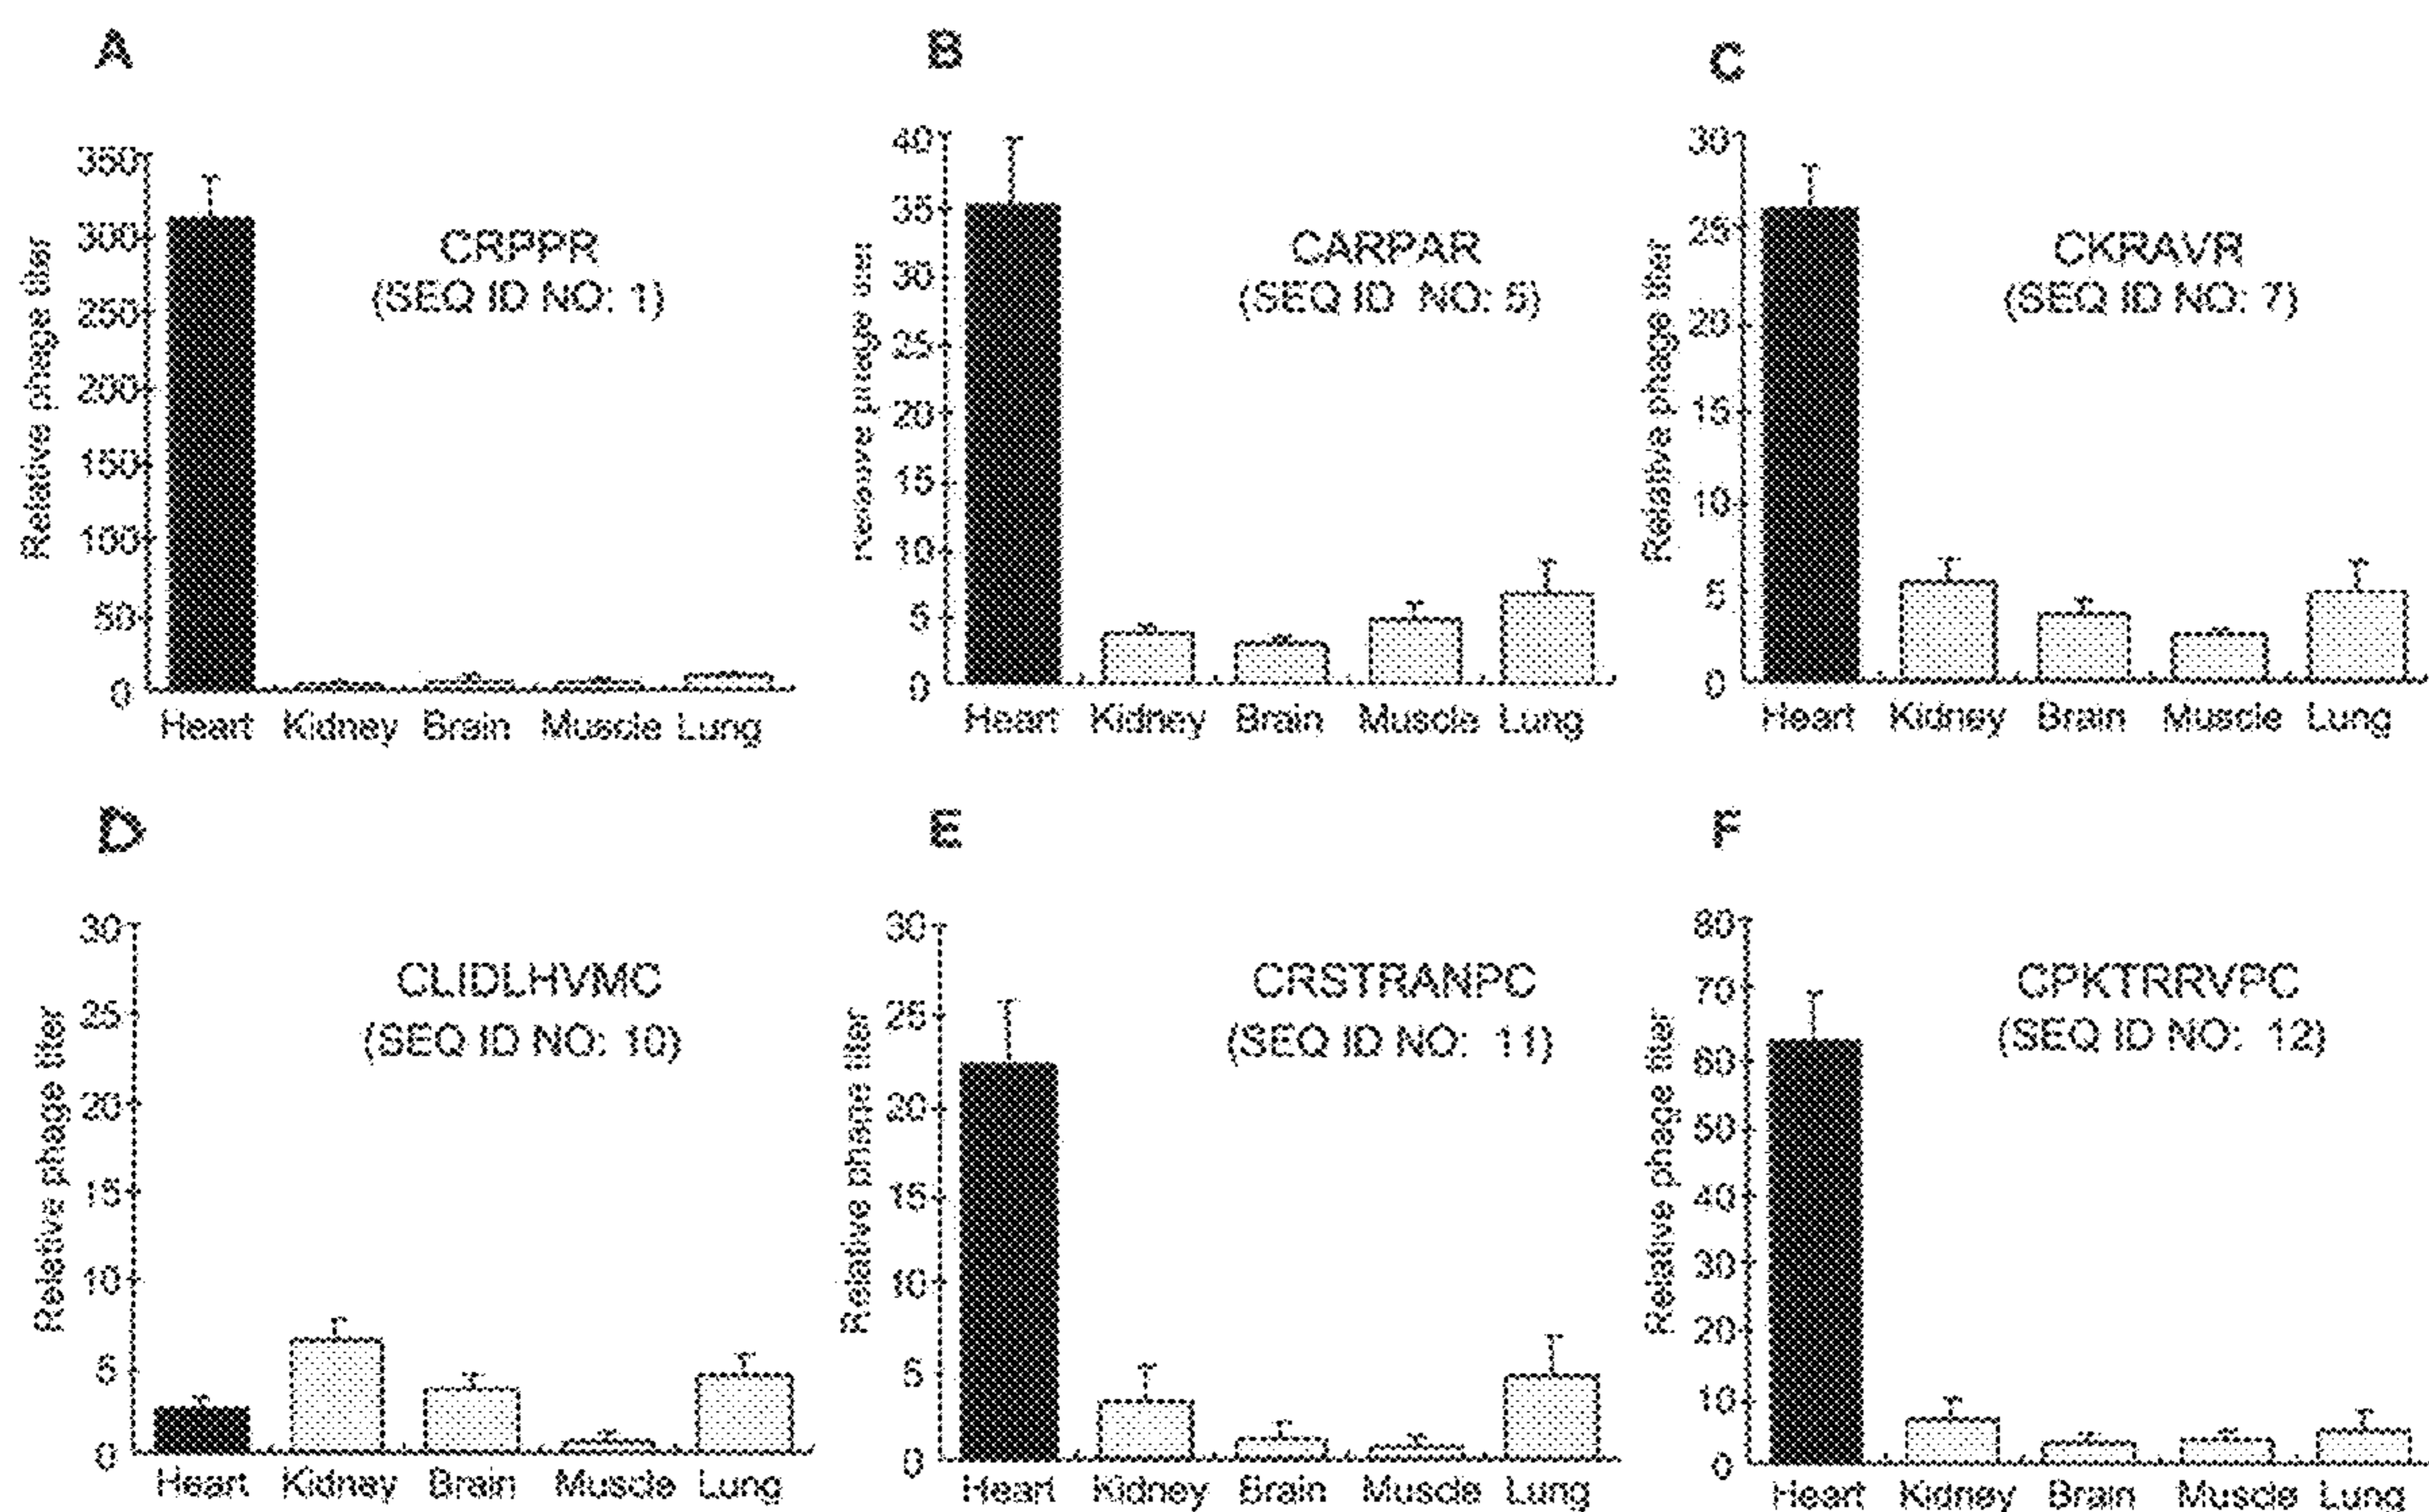 A
350
300
250
200
150
100
50
0
Relative phage titer
CRPPR
(SEQ ID NO: 1)
Heart Kidney Brain Muscle Lung
B
40
35
30
25
20
15
10
5
0
CARPAR
(SEQ ID NO: 5)
Heart Kidney Brain Muscle Lung
C
30
25
20
15
10
5
0
Relative phage titer
CKRAVR
(SEQ ID NO: 7)
Heart Kidney Brain Muscle Lung
D
30
25
20
15
10
5
0
Relative phage titer
CLIDLHVMC
(SEQ ID NO: 10)
Heart Kidney Brain Muscle Lung
E
30
25
20
15
10
5
0
Relative phage titer
CRSTRANPC
(SEQ ID NO: 11)
Heart Kidney Brain Muscle Lung
F
80
70
60
50
40
30
20
10
0
Relative phage titer
CPKTRRVPC
(SEQ ID NO: 12)
Heart Kidney Brain Muscle Lung